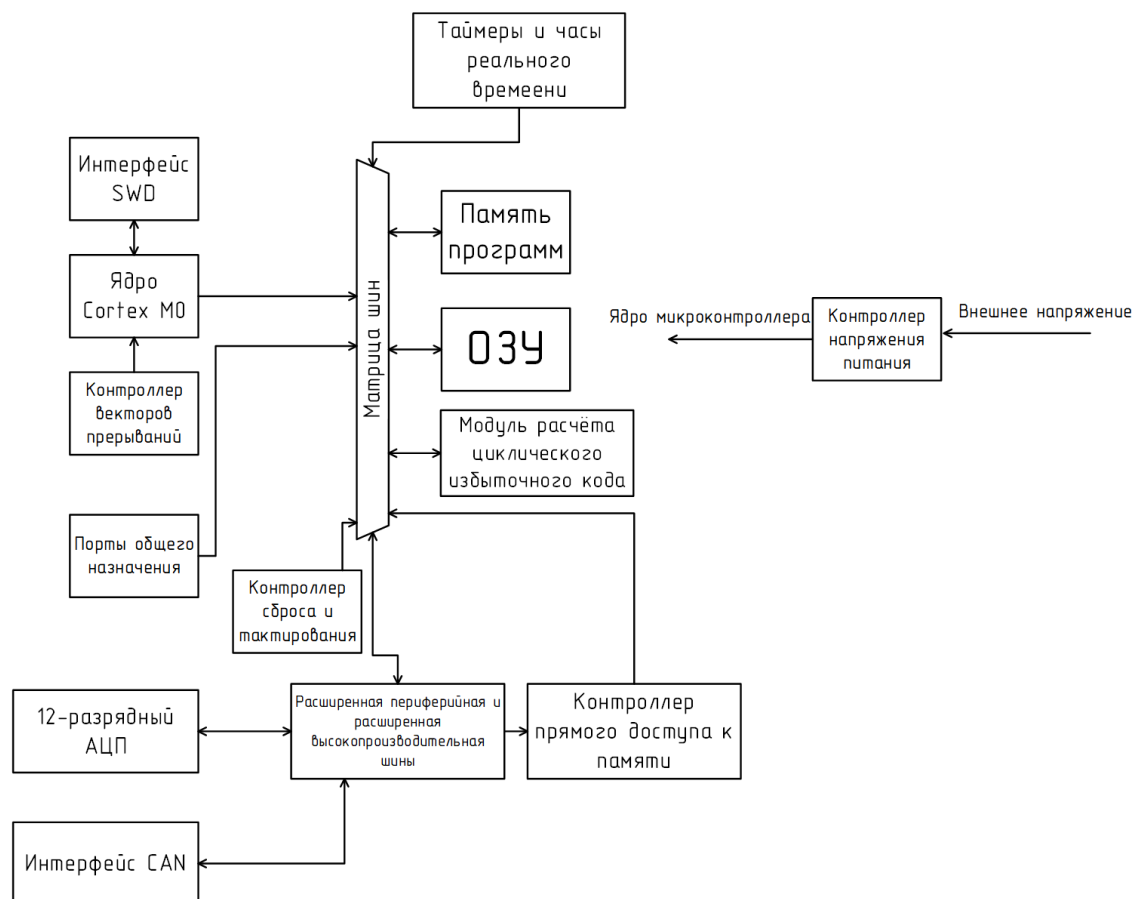 Таймеры и часы
реального
времеени
Интерфейс
SWD
Память
программ
Ядро
Cortex M0
Матрица шин
ОЗУ
Ядро микроконтроллера
Контроллер
напряжения
питания
Внешнее напряжение
Контроллер
векторов
прерываний
Модуль расчёта
циклического
избыточного кода
Порты общего
назначения
Контроллер
сброса и
тактирования
12-разрядный
АЦП
Расширенная периферийная и
расширенная
высокопроизводительная
шины
Контроллер
прямого доступа к
памяти
Интерфейс CAN